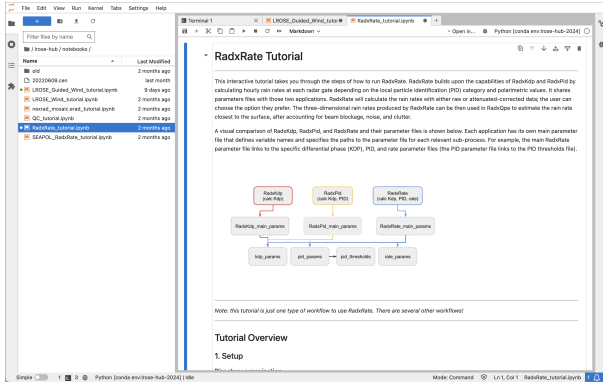 File Edit View Run Kernel Tabs Settings Help
Filter files by name
/ lrose-hub / notebooks /
Name Last Modified
old 2 months ago
20220608.cen last month
LROSE_Guided_Wind_tutorial.ipynb 9 days ago
LROSE_Wind_tutorial.ipynb 2 months ago
nexrad_mosaic.erad_tutorial.ipynb 2 months ago
QC_tutorial.ipynb 2 months ago
RadxRate_tutorial.ipynb 2 months ago
SEAPOL_RadxRate_tutorial.ipynb 2 months ago
Terminal 1 LROSE_Guided_Wind_tutor RadxRate_tutorial.ipynb
Markdown Open in... Python [conda env:lrose-hub-2024]
RadxRate Tutorial
This interactive tutorial takes you through the steps of how to run RadxRate. RadxRate builds upon the capabilities of RadxKdp and RadxPid by
calculating hourly rain rates at each radar gate depending on the local particle identification (PID) category and polarimetric values. It shares
parameters files with those two applications. RadxRate will calculate the rain rates with either raw or attenuated-corrected data; the user can
choose the option they prefer. The hourly rain rates produced by the RadxRate can be then used in RadxQpe to estimate the rain rate
closest to the surface, after accounting for beam blockage, noise, and clutter.
A visual comparison of RadxKdp, RadxPid, and RadxRate and their parameter files is shown below. Each application has its own main parameter
file that defines variable names and specifies the paths to the parameter file for each relevant sub-process. For example, the main RadxRate
parameter file links to the specific differential phase (KDP), PID, and rate parameter files (the PID parameter file links to the PID thresholds file).
RadxKdp
(calc Kdp)
RadxPid
(calc Kdp, PID)
RadxRate
(calc Kdp, PID, rate)
RadxKdp_main_params RadxPid_main_params RadxRate_main_params
kdp_params pid_params pid_thresholds rate_params
Note: this tutorial is just one type of workflow to use RadxRate. There are several other workflows!
Tutorial Overview
1. Setup
Simple 1 3 Python [conda env:lrose-hub-2024] | Idle Mode: Command Ln 1, Col 1 RadxRate_tutorial.ipynb 1